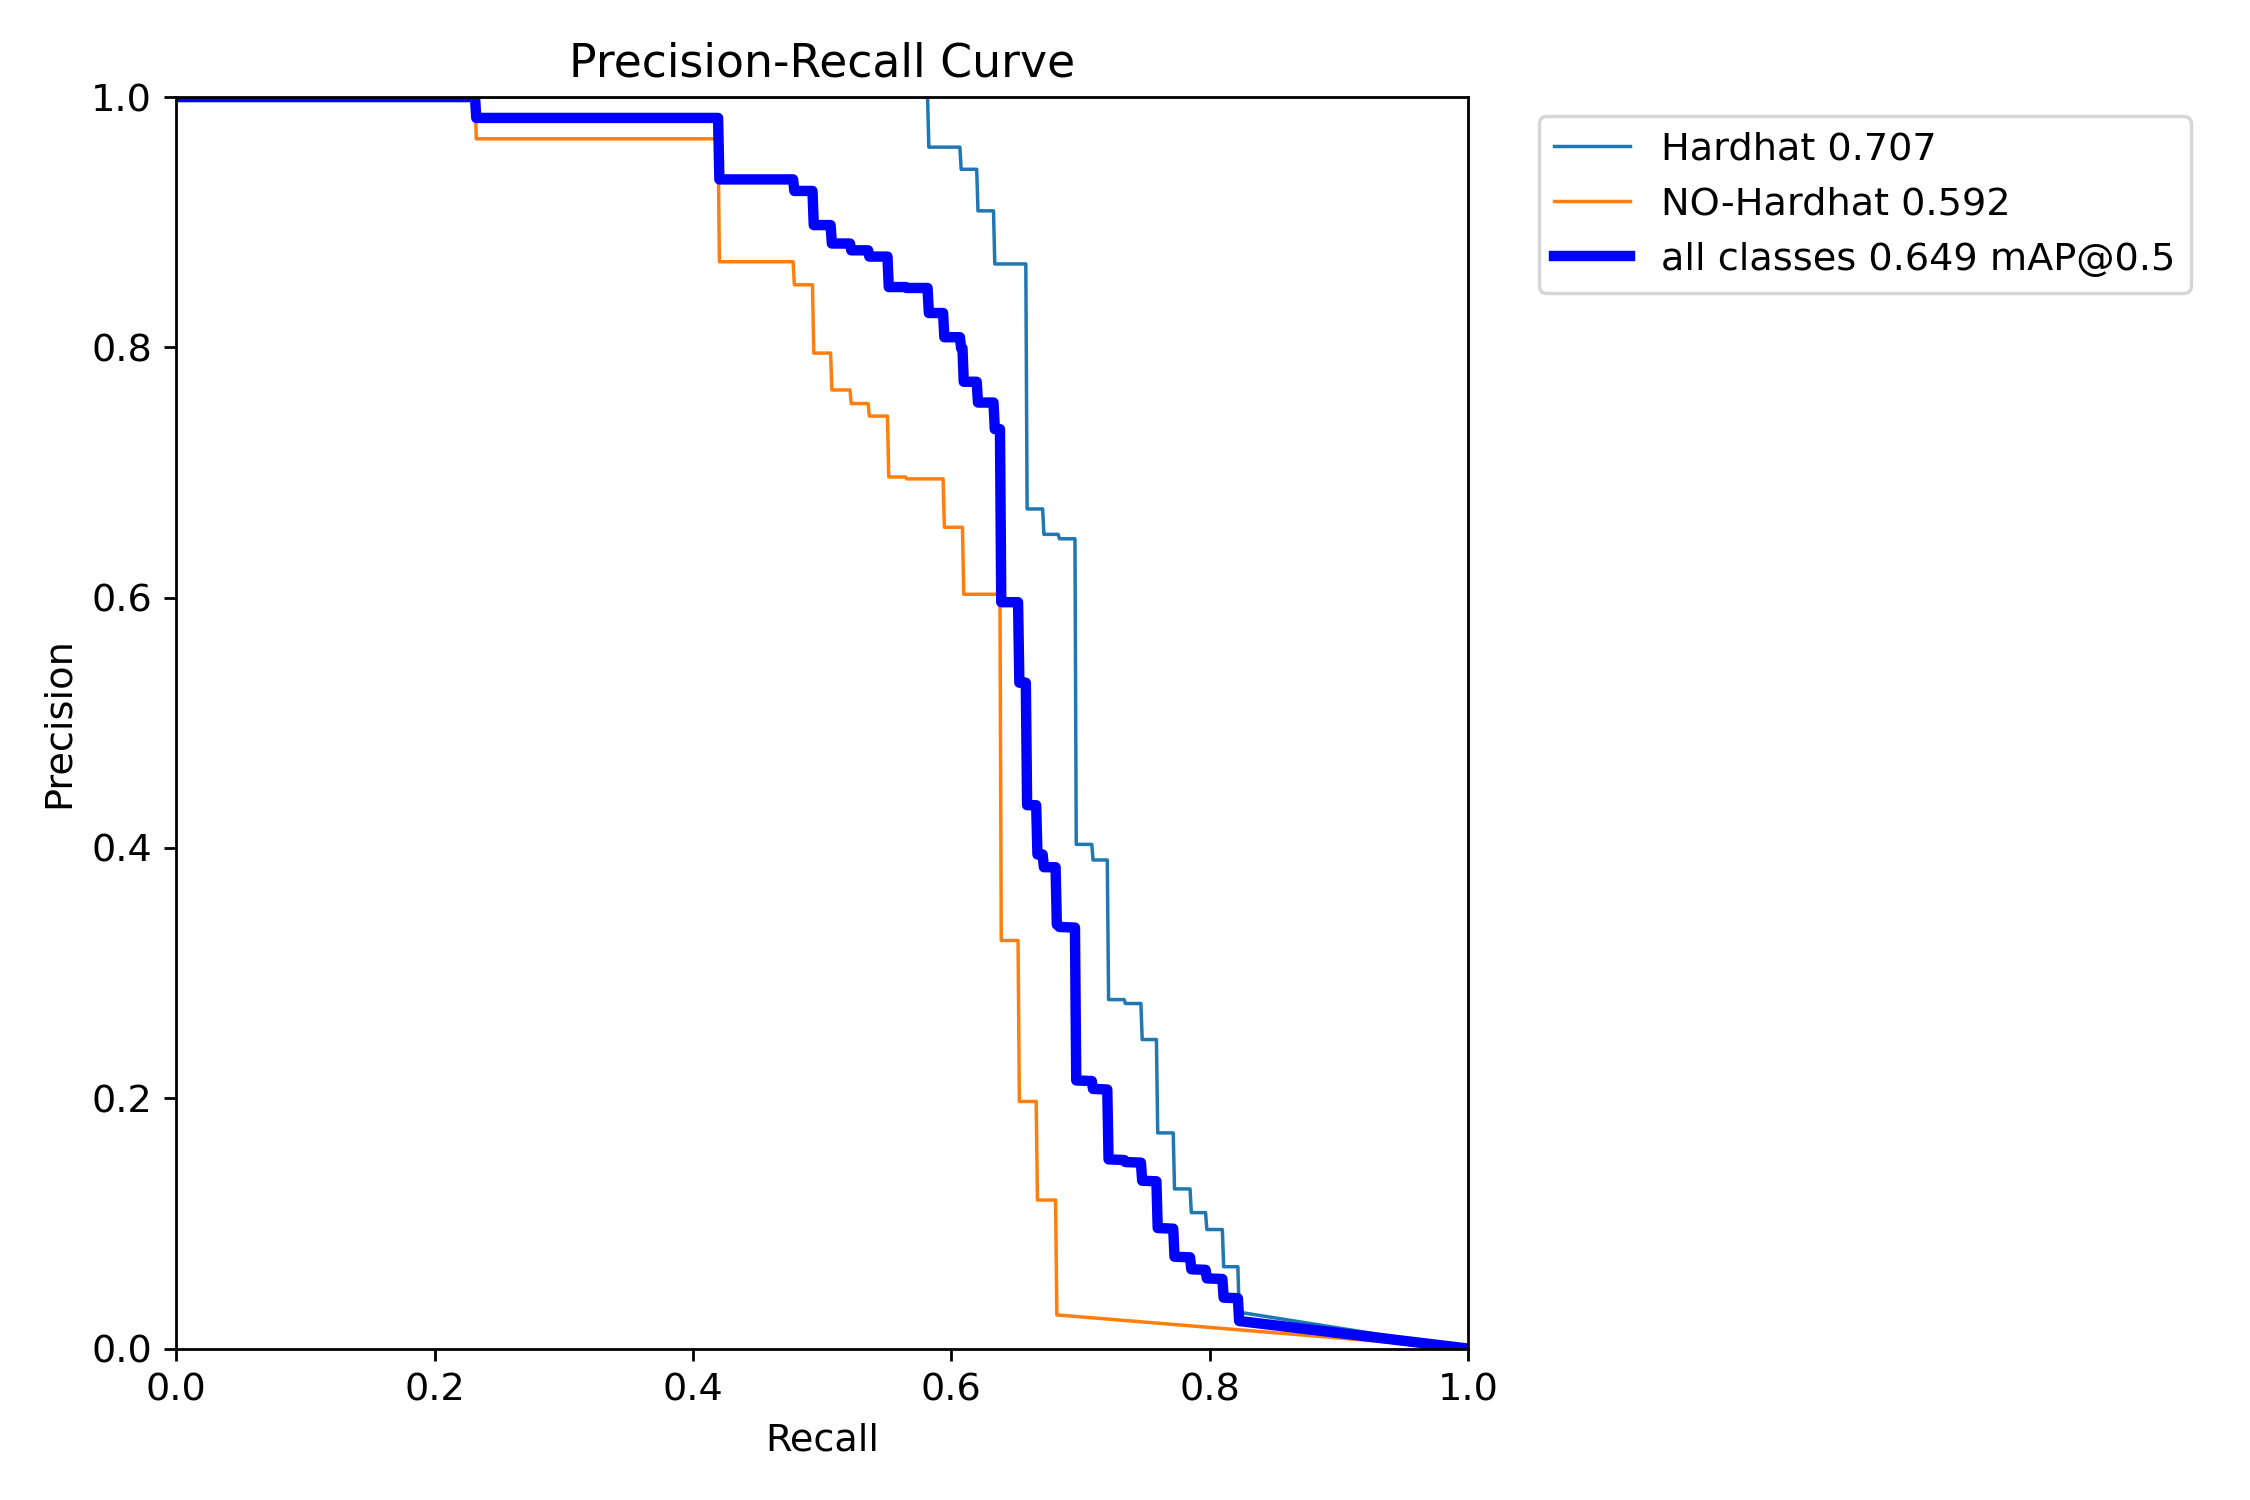 Precision-Recall Curve
1.0
0.8
0.6
0.4
0.2
0.0
Precision
0.0 0.2 0.4 0.6 0.8 1.0
Recall
Hardhat 0.707
NO-Hardhat 0.592
all classes 0.649 mAP@0.5